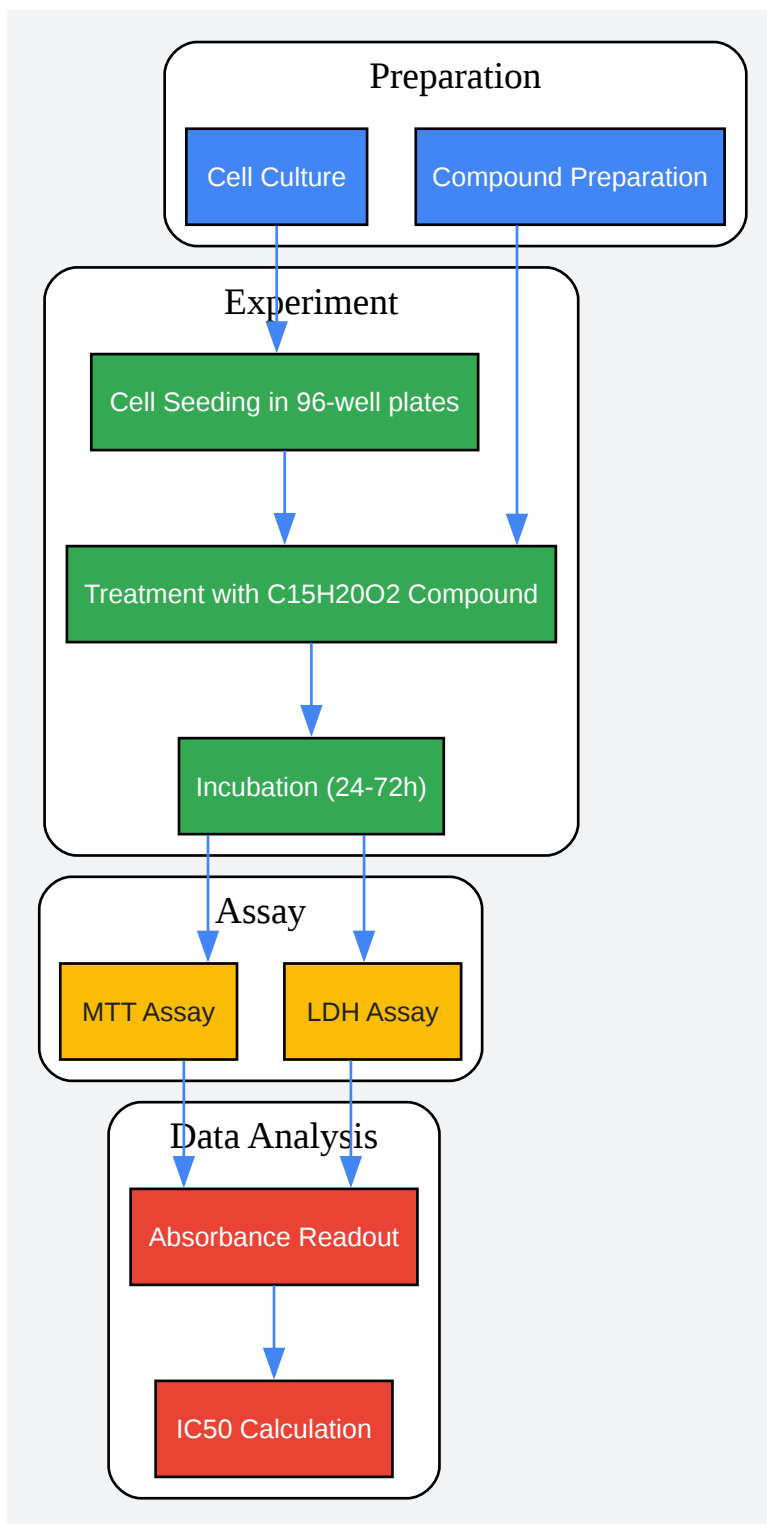 Preparation
Cell Culture
Compound Preparation
Experiment
Cell Seeding in 96-well plates
Treatment with C15H20O2 Compound
Incubation (24-72h)
Assay
MTT Assay
LDH Assay
Data Analysis
Absorbance Readout
IC50 Calculation